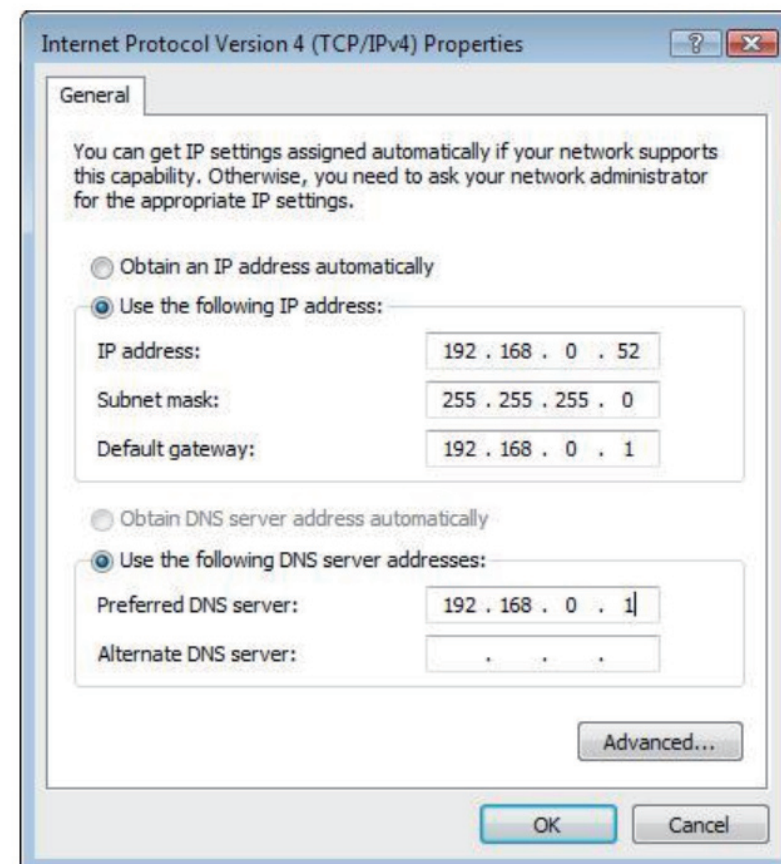 Internet Protocol Version 4 (TCP/IPv4) Properties
General
You can get IP settings assigned automatically if your network supports
this capability. Otherwise, you need to ask your network administrator
for the appropriate IP settings.
Obtain an IP address automatically
Use the following IP address:
IP address: 192 . 168 . 0 . 52
Subnet mask: 255 . 255 . 255 . 0
Default gateway: 192 . 168 . 0 . 1
Obtain DNS server address automatically
Use the following DNS server addresses:
Preferred DNS server: 192 . 168 . 0 . 1
Alternate DNS server: . . .
Advanced...
OK Cancel